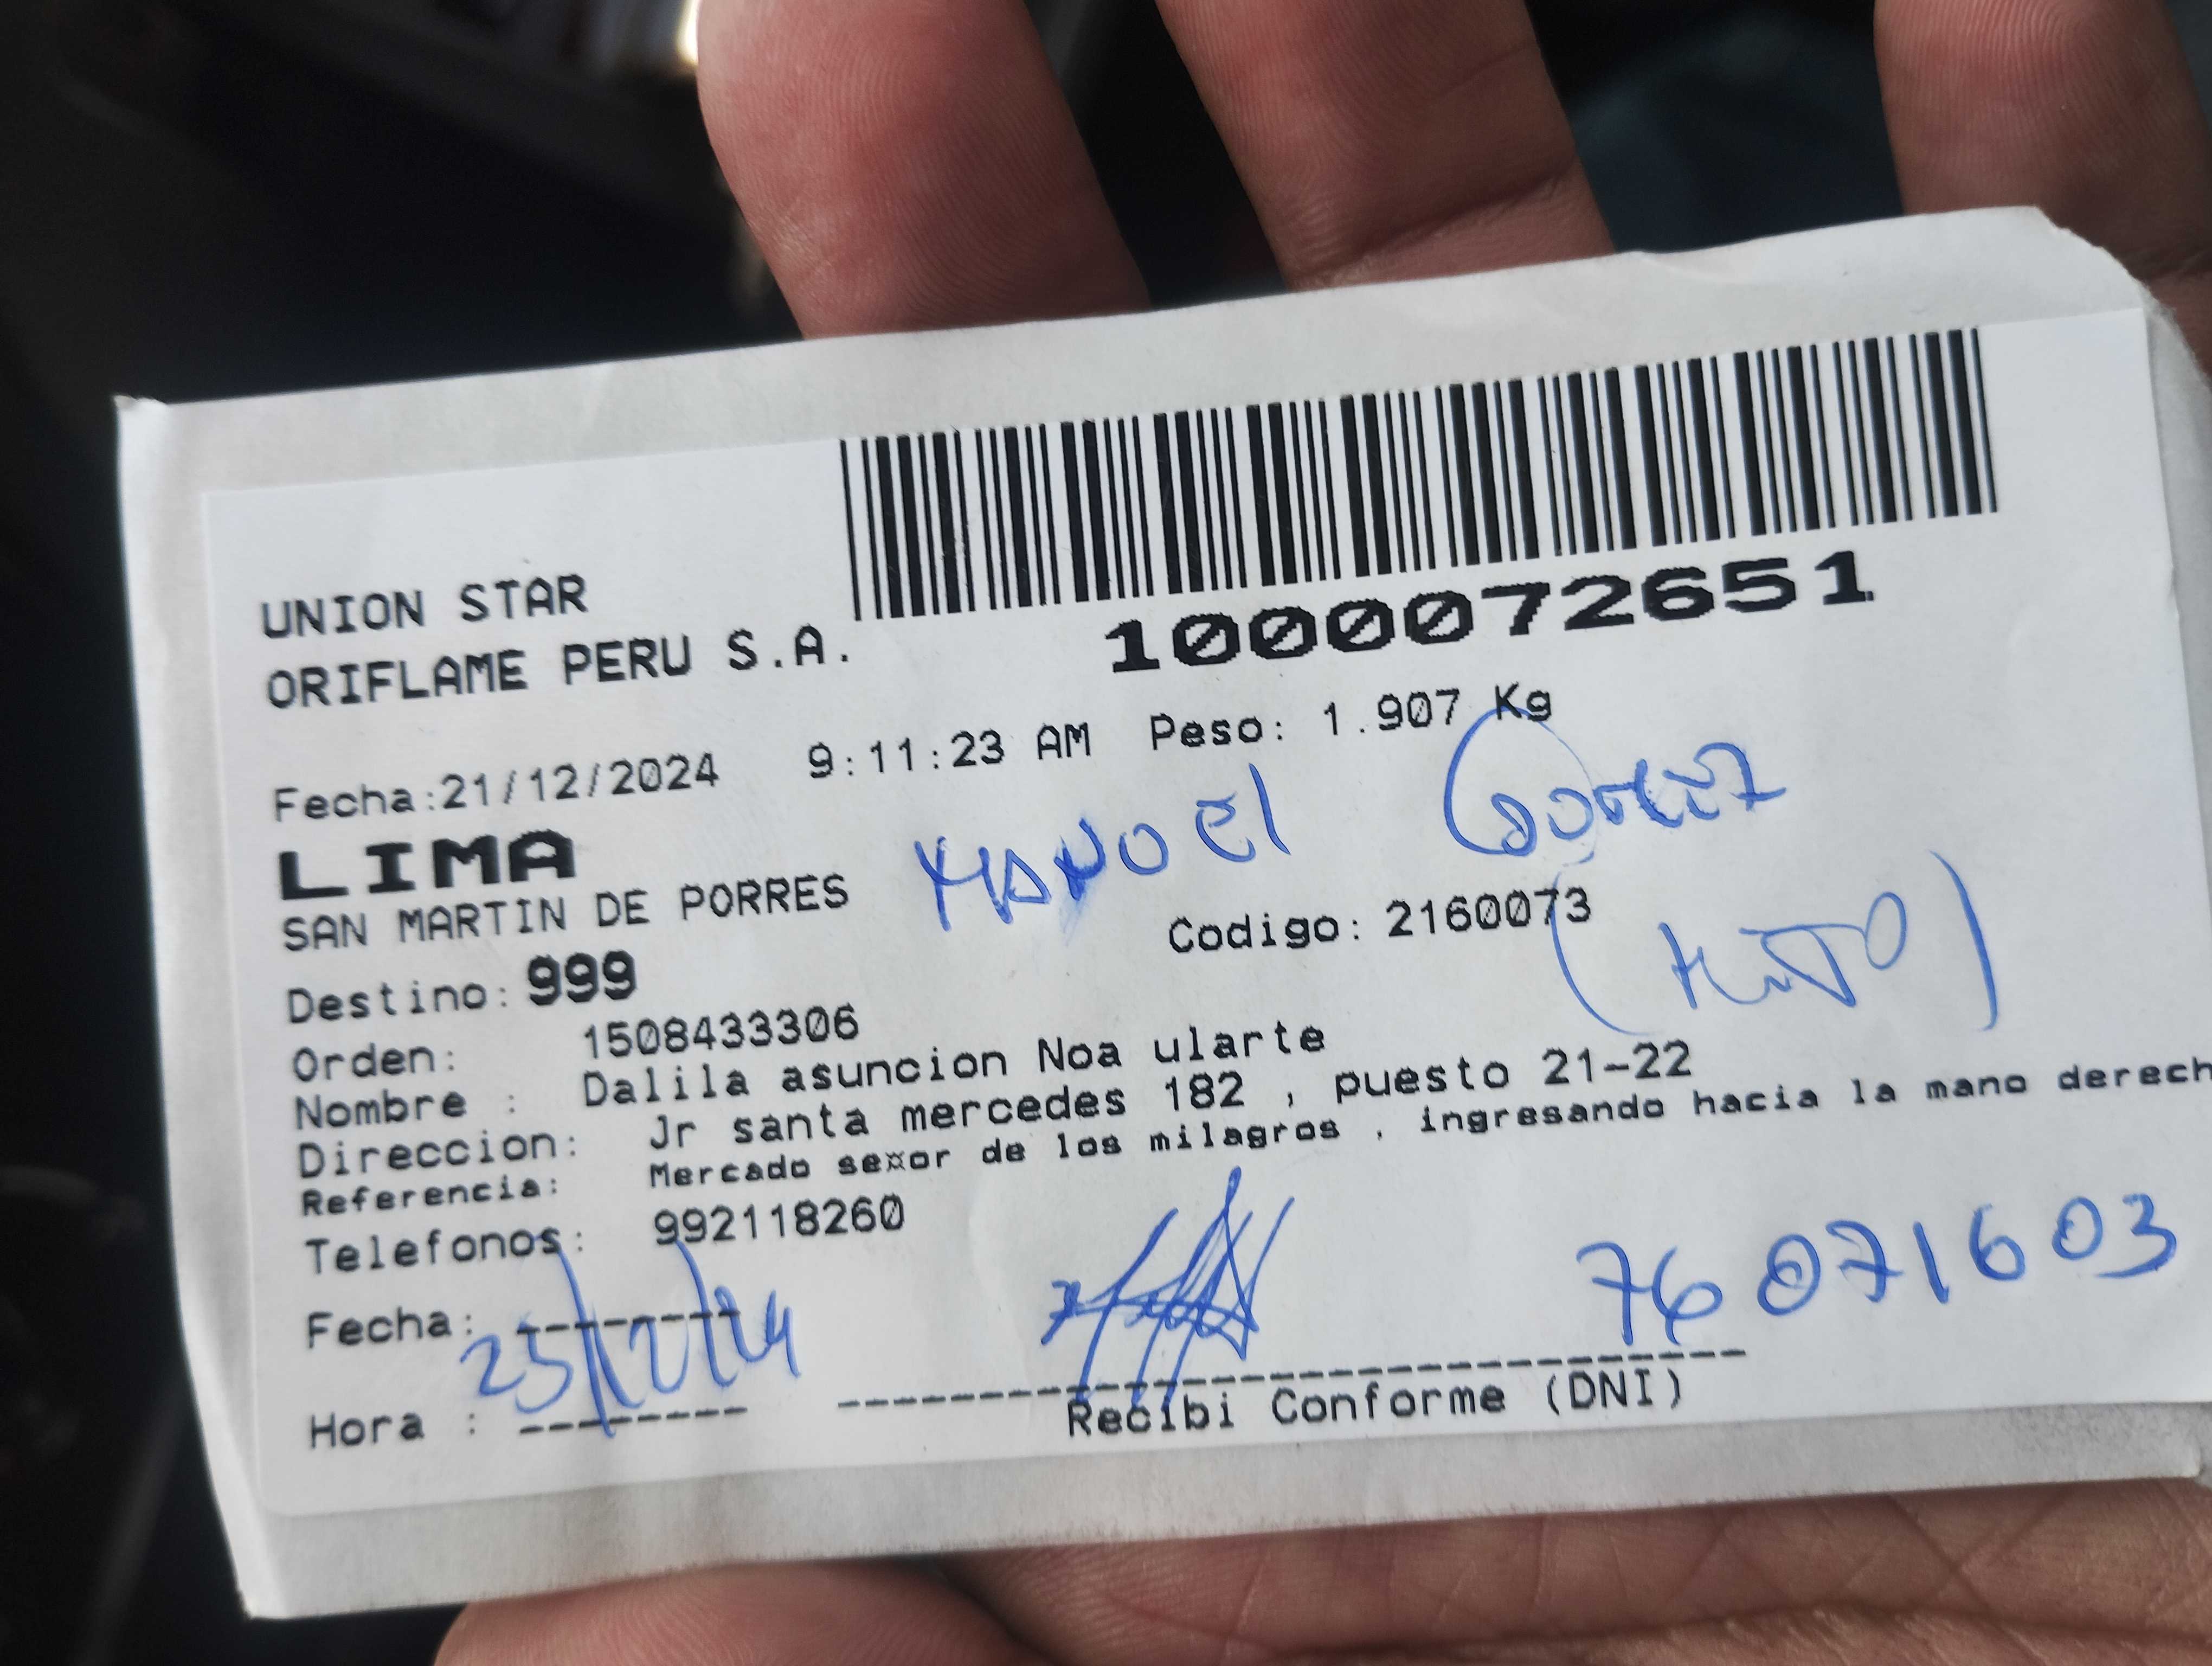 UNION STAR
ORIFLAME PERU S.A.
1000072651
Fecha:21/12/2024 9:11:23 AM Peso: 1.907 Kg
LIMA
MANUEl
SAN MARTIN DE PORRES
Codigo: 2160073
Destino: 999
Orden: 1508433306
Nombre : Dalila asuncion Noa ularte
Direccion: Jr santa mercedes 182 , puesto 21-22
Referencia: Mercado se¤or de los milagros , ingresando hacia la mano derech
Telefonos: 992118260
76071603
Fecha: --------
Hora : --------
Recibi Conforme (DNI)